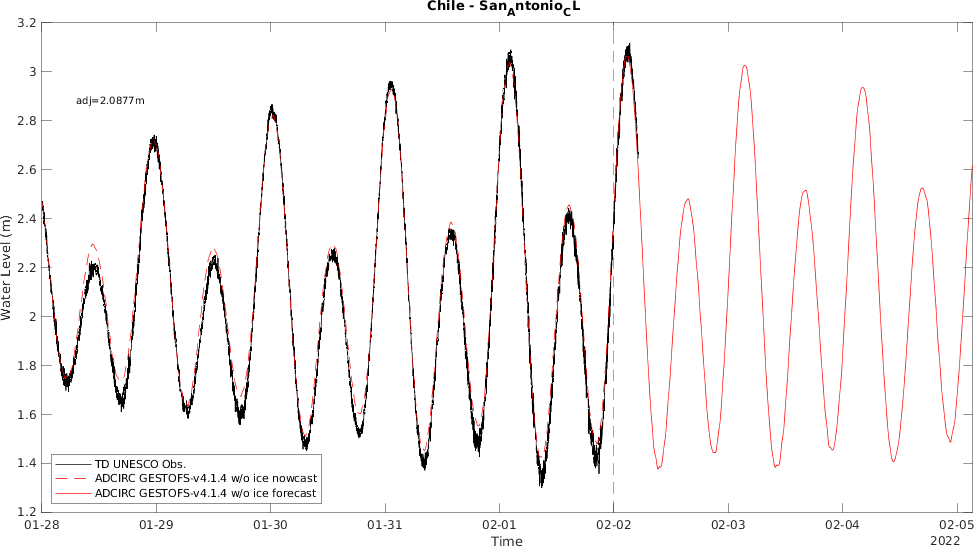 Chile - SanAntonioCL
3.2
3
2.8
2.6
2.4
2.2
2
1.8
1.6
1.4
1.2
Water Level (m)
adj=2.0877m
TD UNESCO Obs.
ADCIRC GESTOFS-v4.1.4 w/o ice nowcast
ADCIRC GESTOFS-v4.1.4 w/o ice forecast
01-28 01-29 01-30 01-31 02-01 02-02 02-03 02-04 02-05
Time
2022